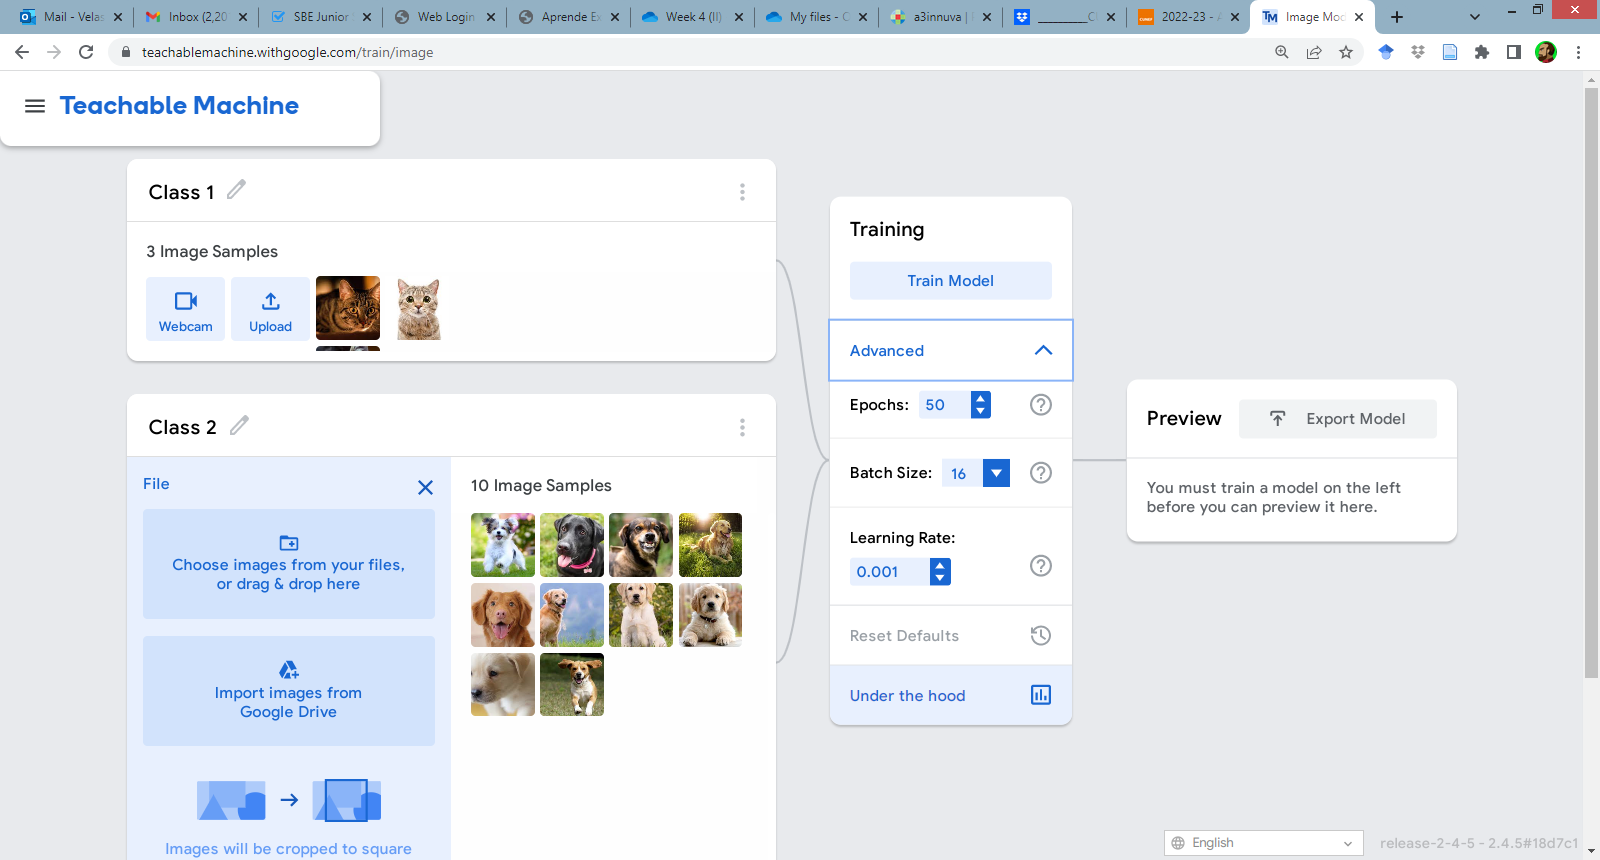 Mail - Velas
Inbox (2,20
SBE Junior
Web Login
Aprende Ex
Week 4 (II)
My files - O
a3innuva |
2022-23 - A
Image Mod
teachablemachine.withgoogle.com/train/image
Teachable Machine
Class 1
3 Image Samples
Webcam
Upload
Class 2
File
Choose images from your files,
or drag & drop here
Import images from
Google Drive
Images will be cropped to square
10 Image Samples
Training
Train Model
Advanced
Epochs: 50
Batch Size: 16
Learning Rate:
0.001
Reset Defaults
Under the hood
Preview
Export Model
You must train a model on the left
before you can preview it here.
English
release-2-4-5 - 2.4.5#18d7c1